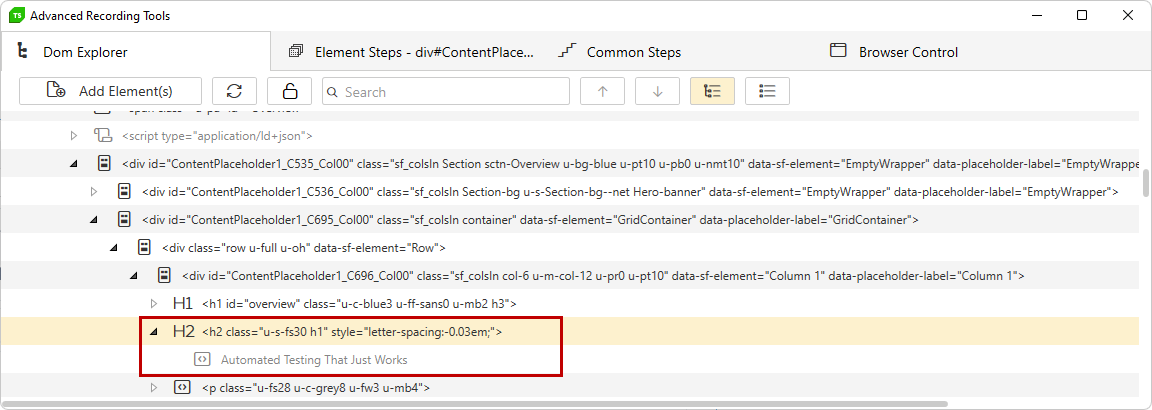 TS Advanced Recording Tools
Dom Explorer
Element Steps - div#ContentPlace...
Common Steps
Browser Control
Add Element(s)
Search
<script type="application/ld+json">
<div id="ContentPlaceholder1_C535_Col00" class="sf_colsIn Section sctn-Overview u-bg-blue u-pt10 u-pb0 u-nmt10" data-sf-element="EmptyWrapper" data-placeholder-label="EmptyWrappe
<div id="ContentPlaceholder1_C536_Col00" class="sf_colsIn Section-bg u-s-Section-bg--net Hero-banner" data-sf-element="EmptyWrapper" data-placeholder-label="EmptyWrapper">
<div id="ContentPlaceholder1_C695_Col00" class="sf_colsIn container" data-sf-element="GridContainer" data-placeholder-label="GridContainer">
<div class="row u-full u-oh" data-sf-element="Row">
<div id="ContentPlaceholder1_C696_Col00" class="sf_colsIn col-6 u-m-col-12 u-pr0 u-pt10" data-sf-element="Column 1" data-placeholder-label="Column 1">
H1 <h1 id="overview" class="u-c-blue3 u-ff-sans0 u-mb2 h3">
H2 <h2 class="u-s-fs30 h1" style="letter-spacing:-0.03em;">
Automated Testing That Just Works
<p class="u-fs28 u-c-grey8 u-fw3 u-mb4">